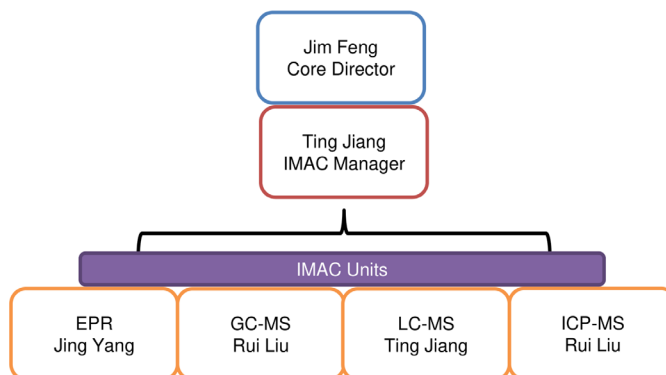 Jim Feng
Core Director
Ting Jiang
IMAC Manager
IMAC Units
EPR
Jing Yang
GC-MS
Rui Liu
LC-MS
Ting Jiang
ICP-MS
Rui Liu